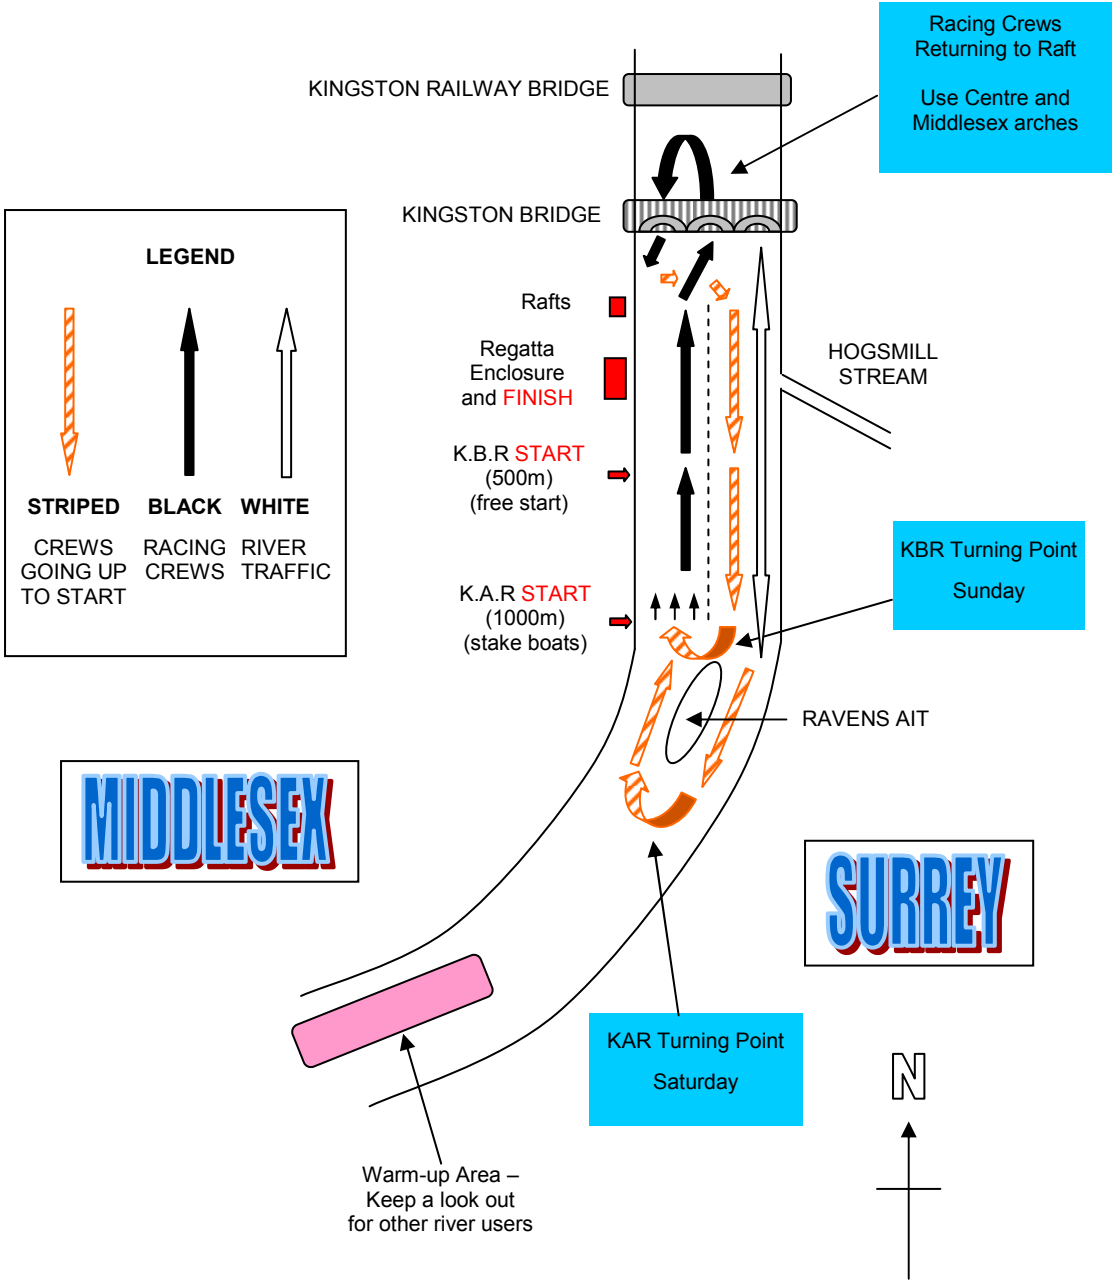 Racing Crews
Returning to Raft
Use Centre and
Middlesex arches
KINGSTON RAILWAY BRIDGE
KINGSTON BRIDGE
LEGEND
STRIPED BLACK WHITE
CREWS
GOING UP
TO START
RACING
CREWS
RIVER
TRAFFIC
Rafts
Regatta
Enclosure
and FINISH
HOGSMILL
STREAM
K.B.R START
(500m)
(free start)
KBR Turning Point
Sunday
K.A.R START
(1000m)
(stake boats)
RAVENS AIT
MIDDLESEX
SURREY
KAR Turning Point
Saturday
N
Warm-up Area –
Keep a look out
for other river users